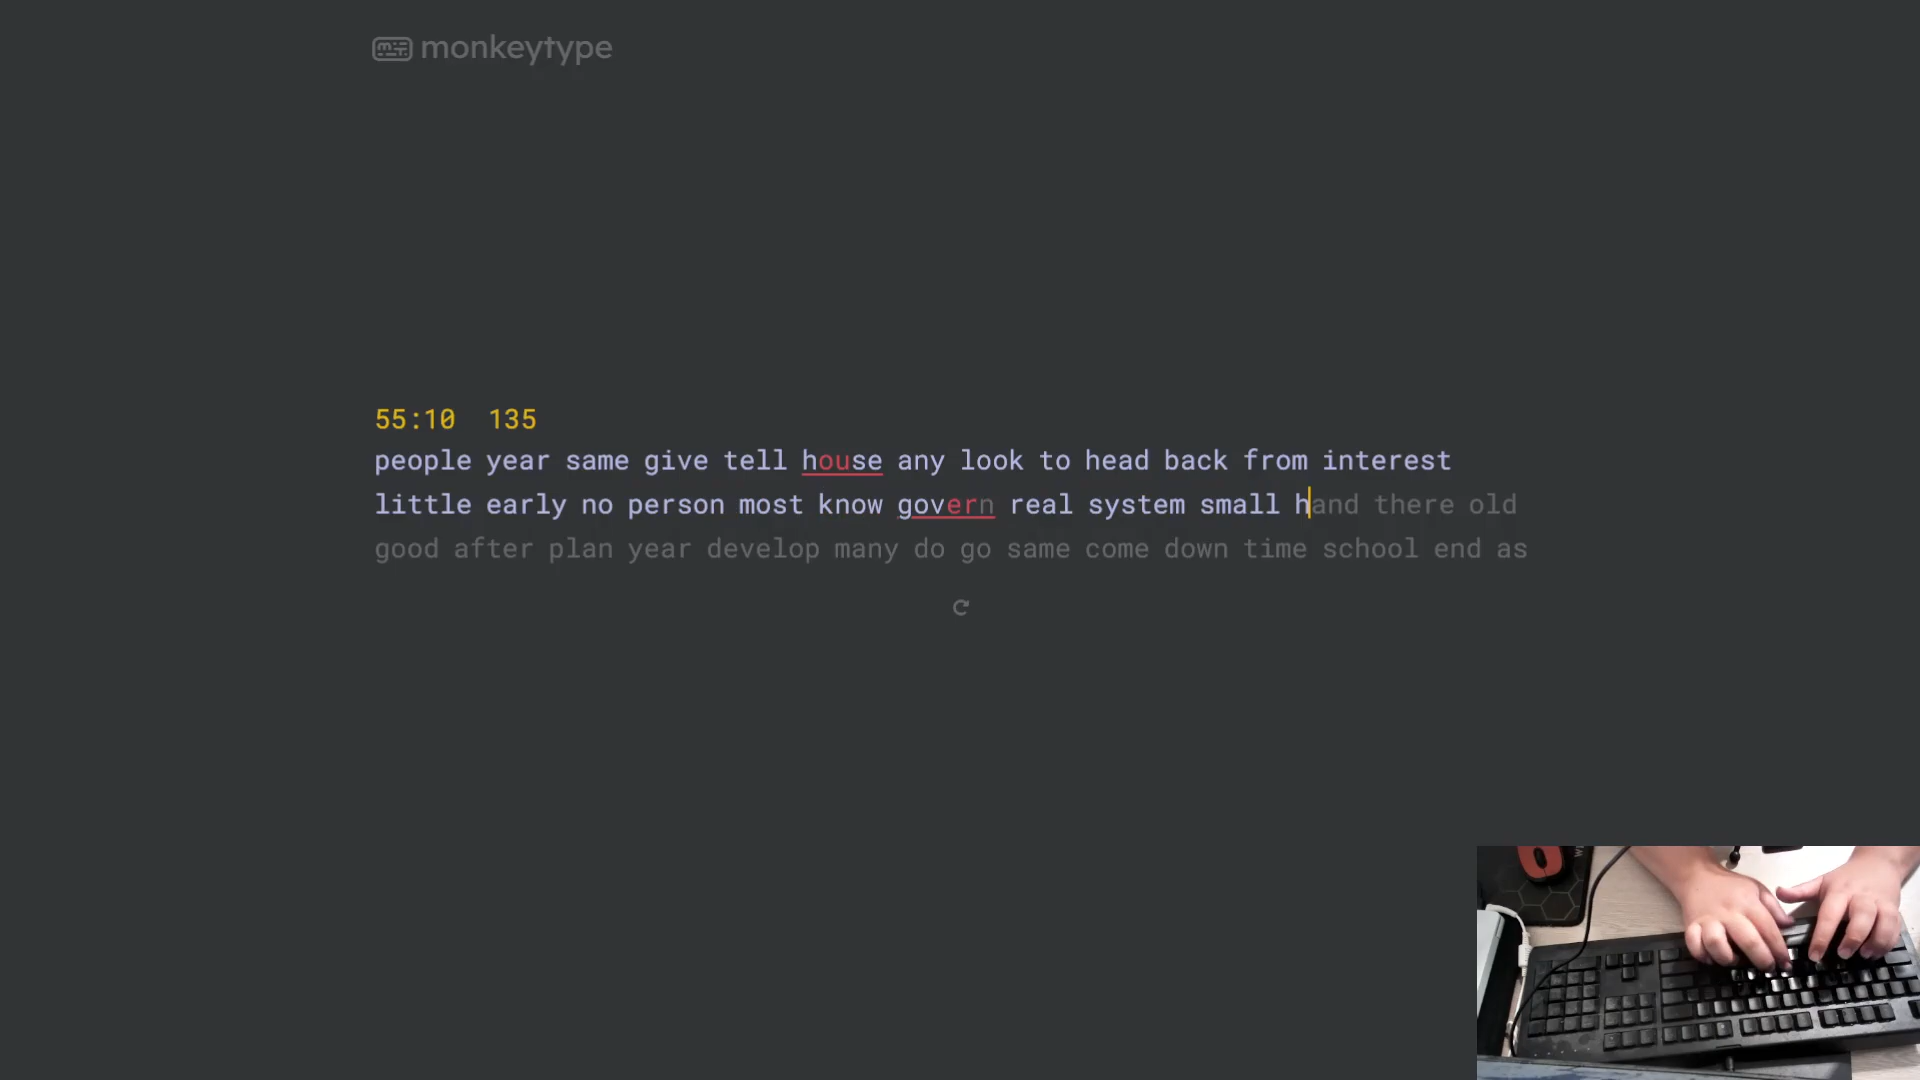 monkeytype
55:10 135
people year same give tell house any look to head back from interest
little early no person most know govern real system small hand there old
good after plan year develop many do go same come down time school end as